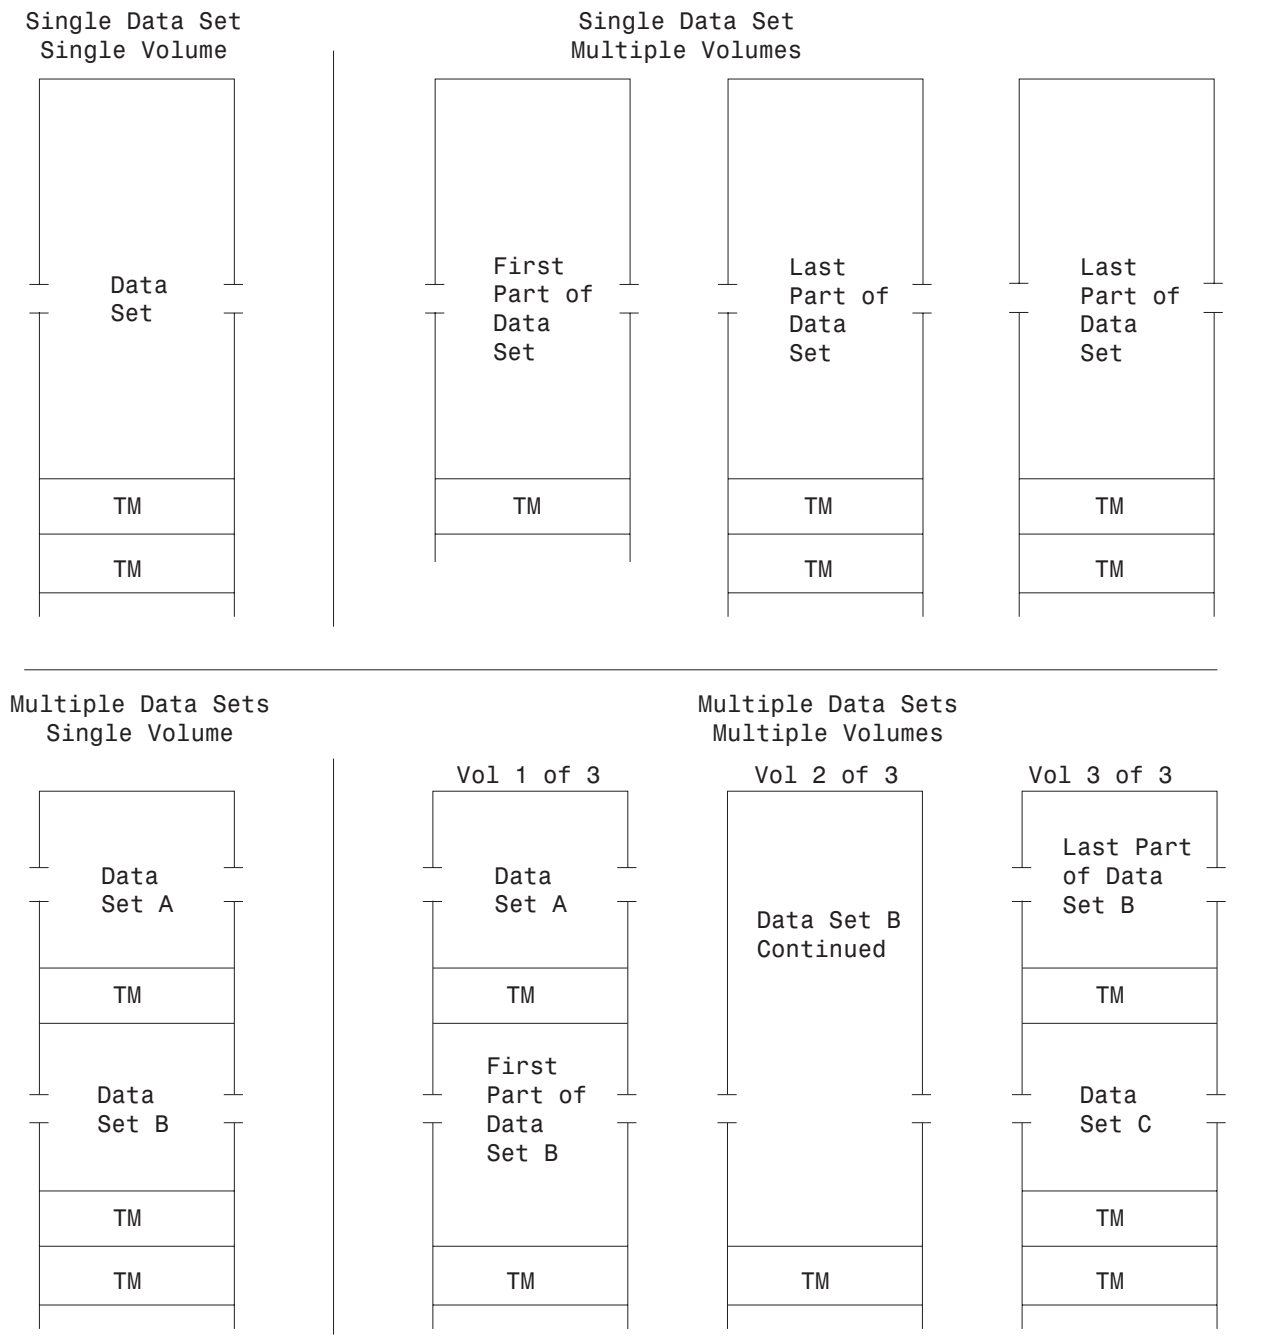 Single Data Set
Single Volume
Single Data Set
Multiple Volumes
Data
Set
TM
TM
First
Part of
Data
Set
TM
Last
Part of
Data
Set
TM
TM
Last
Part of
Data
Set
TM
TM
Multiple Data Sets
Single Volume
Data
Set A
TM
Data
Set B
TM
TM
Multiple Data Sets
Multiple Volumes
Vol 1 of 3
Data
Set A
TM
First
Part of
Data
Set B
TM
Vol 2 of 3
Data Set B
Continued
TM
Vol 3 of 3
Last Part
of Data
Set B
TM
Data
Set C
TM
TM